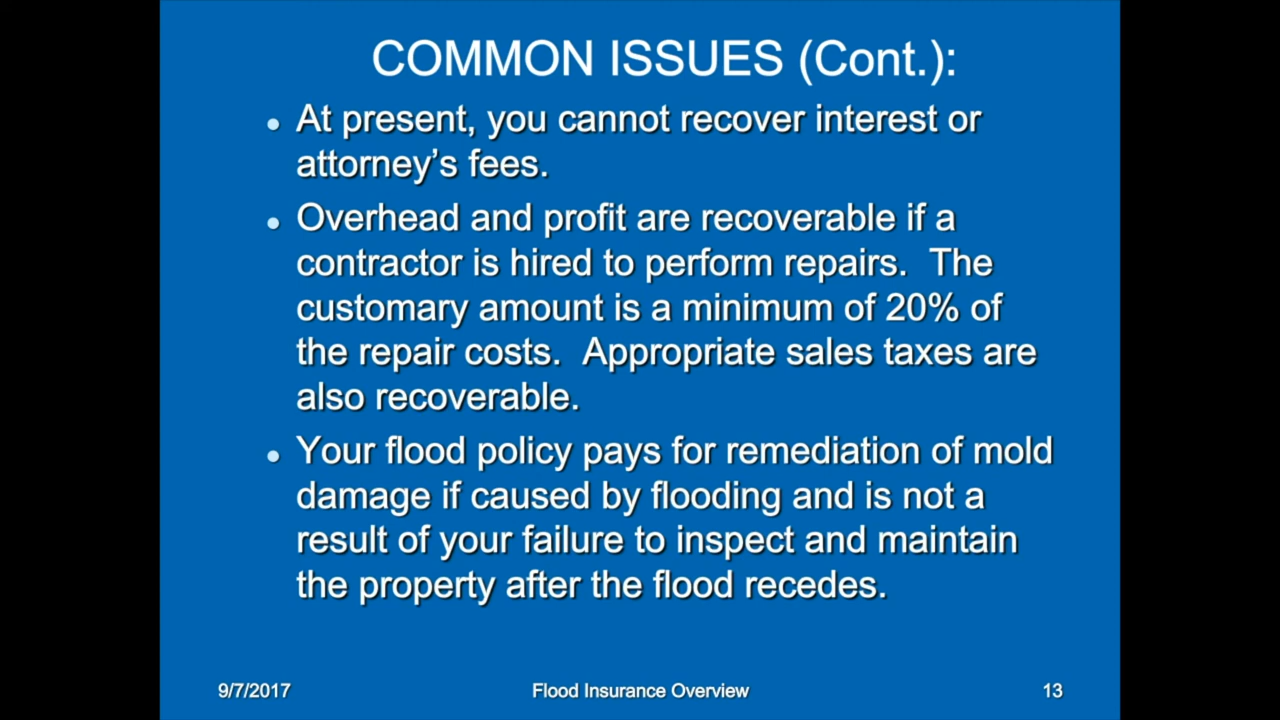 COMMON ISSUES (Cont.):
• At present, you cannot recover interest or
attorney’s fees.
• Overhead and profit are recoverable if a
contractor is hired to perform repairs.  The
customary amount is a minimum of 20% of
the repair costs.  Appropriate sales taxes are
also recoverable.
• Your flood policy pays for remediation of mold
damage if caused by flooding and is not a
result of your failure to inspect and maintain
the property after the flood recedes.
9/7/2017 Flood Insurance Overview 13